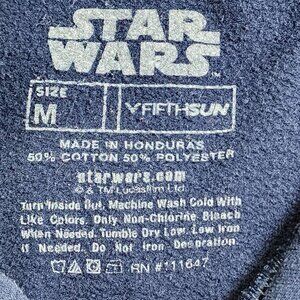 STAR
WARS™
SIZE
M
FIFTHSUN
MADE IN HONDURAS
50% COTTON 50% POLYESTER
starwars.com
© & TM Lucasfilm Ltd.
Turn Inside Out, Machine Wash Cold With
Like Colors. Only Non-Chlorine Bleach
When Needed. Tumble Dry Low. Low Iron
if Needed. Do Not Iron Decoration.
RN #111647